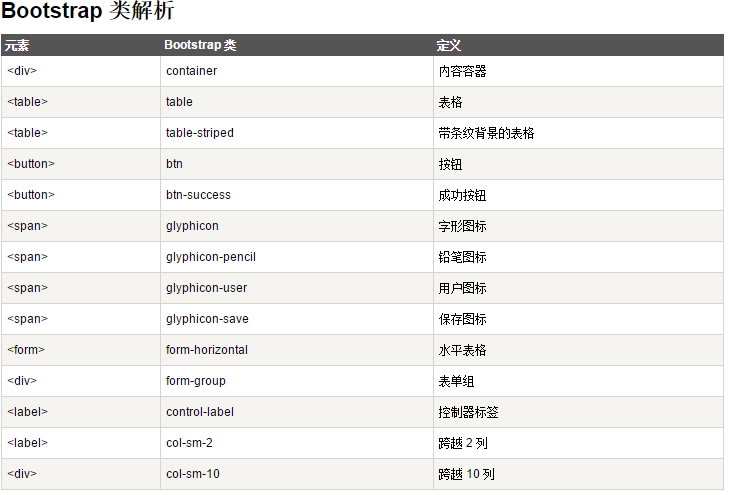 Bootstrap 类解析
元素 Bootstrap 类 定义
<div> container 内容容器
<table> table 表格
<table> table-striped 带条纹背景的表格
<button> btn 按钮
<button> btn-success 成功按钮
<span> glyphicon 字形图标
<span> glyphicon-pencil 铅笔图标
<span> glyphicon-user 用户图标
<span> glyphicon-save 保存图标
<form> form-horizontal 水平表格
<div> form-group 表单组
<label> control-label 控制器标签
<label> col-sm-2 跨越 2 列
<div> col-sm-10 跨越 10 列